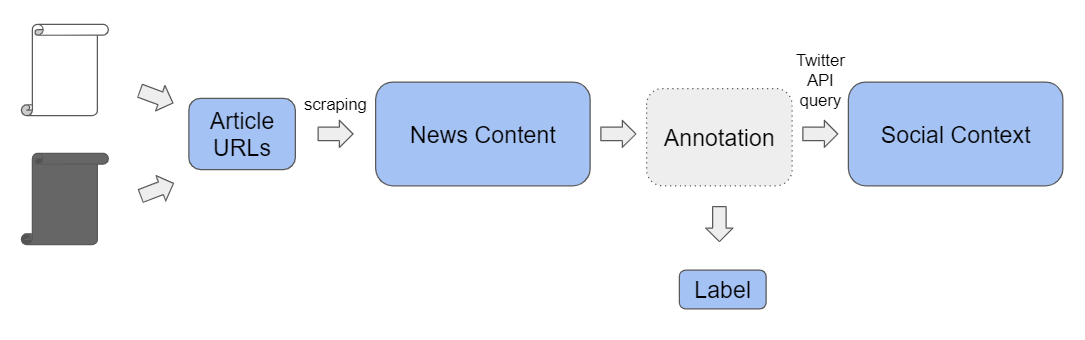 Article
URLs
scraping
News Content
Annotation
Twitter
API
query
Social Context
Label